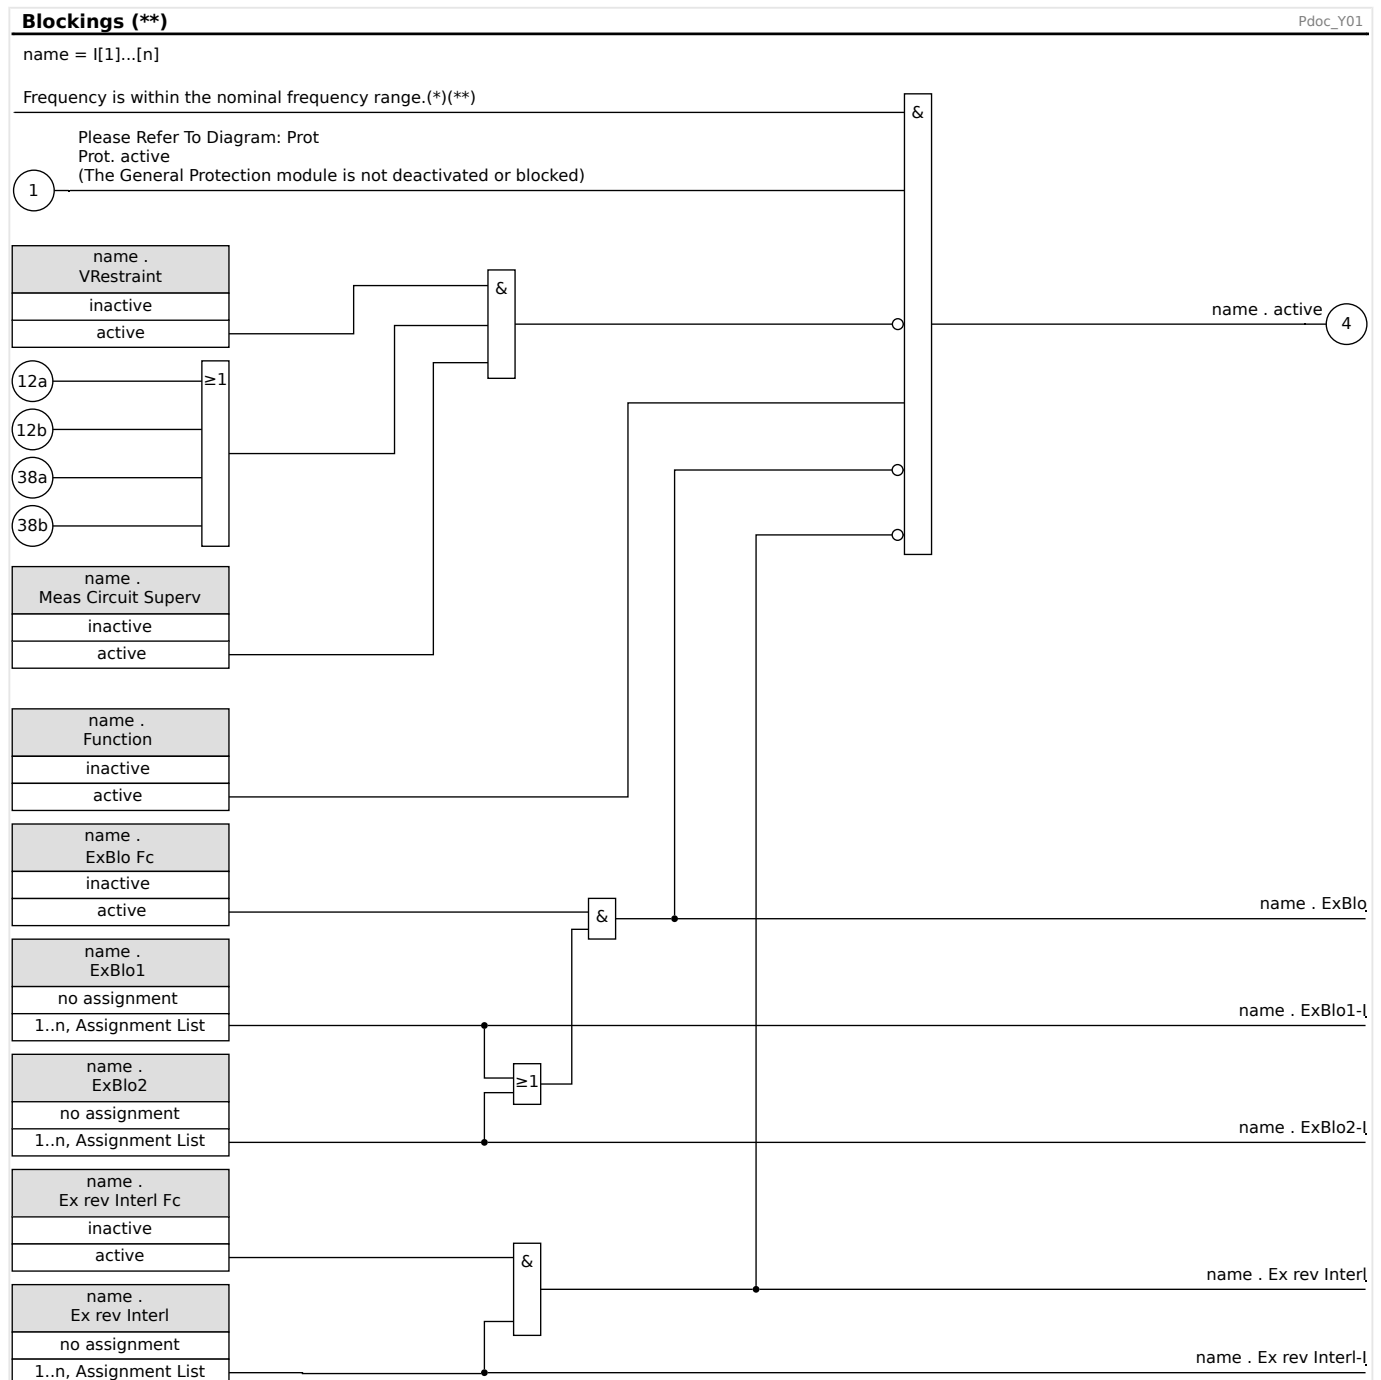 Blockings (**)
Pdoc_Y01
name = I[1]...[n]
Frequency is within the nominal frequency range.(*)(**)
&
Please Refer To Diagram: Prot
Prot. active
(The General Protection module is not deactivated or blocked)
1
name .
VRestraint
inactive
active
&
name . active
4
12a
≥1
12b
38a
38b
name .
Meas Circuit Superv
inactive
active
name .
Function
inactive
active
name .
ExBlo Fc
inactive
active
&
name . ExBlo
name .
ExBlo1
no assignment
1..n, Assignment List
name . ExBlo1-I
≥1
name .
ExBlo2
no assignment
1..n, Assignment List
name . ExBlo2-I
name .
Ex rev Interl Fc
inactive
active
&
name . Ex rev Interl
name .
Ex rev Interl
no assignment
1..n, Assignment List
name . Ex rev Interl-I